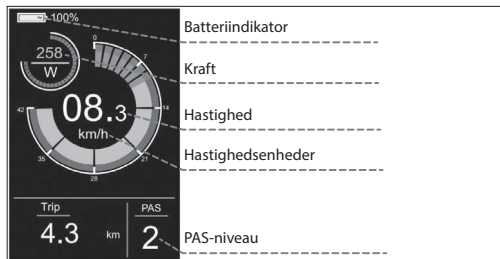 100%
Batteriindikator
0
7
258
W
Kraft
42
08.3
14
Hastighed
km/h
Hastighedsenheder
35
21
28
Trip
PAS
4.3 km
2
PAS-niveau